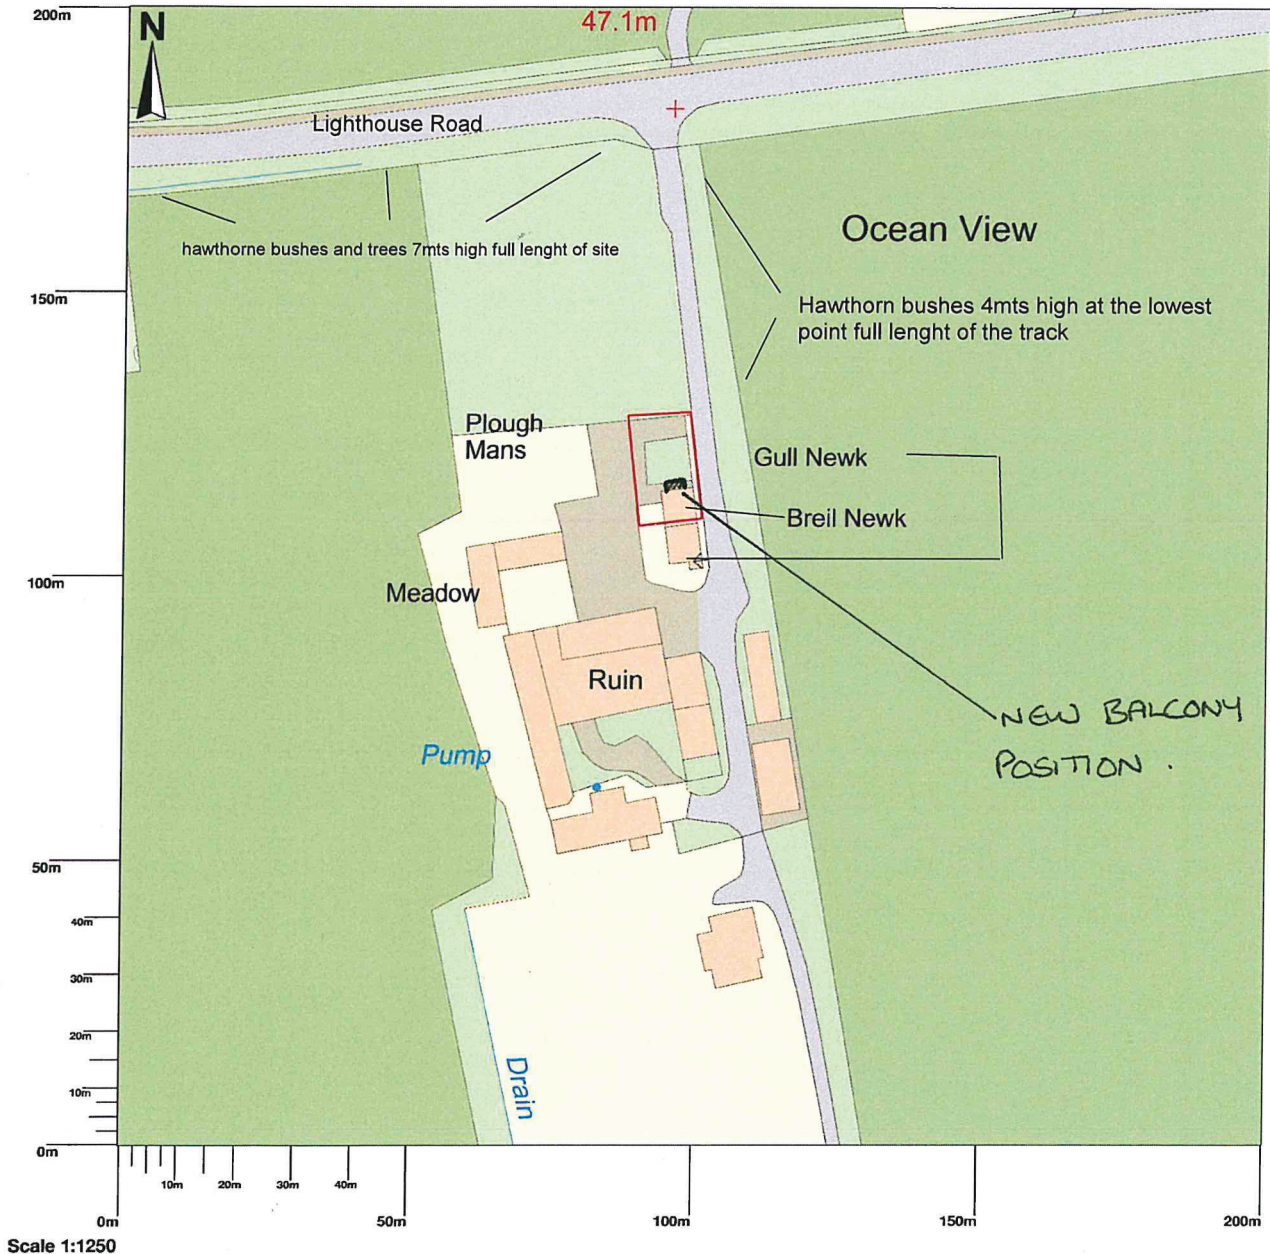 200m
47.1m
N
Lighthouse Road
hawthorne bushes and trees 7mts high full lenght of site
Ocean View
150m
Hawthorn bushes 4mts high at the lowest
point full lenght of the track
Plough
Mans
Gull Newk
Breil Newk
100m
Meadow
Ruin
NEW BALCONY
POSITION .
Pump
50m
40m
30m
20m
Drain
10m
0m
10m 20m 30m 40m
0m 50m 100m 150m 200m
Scale 1:1250